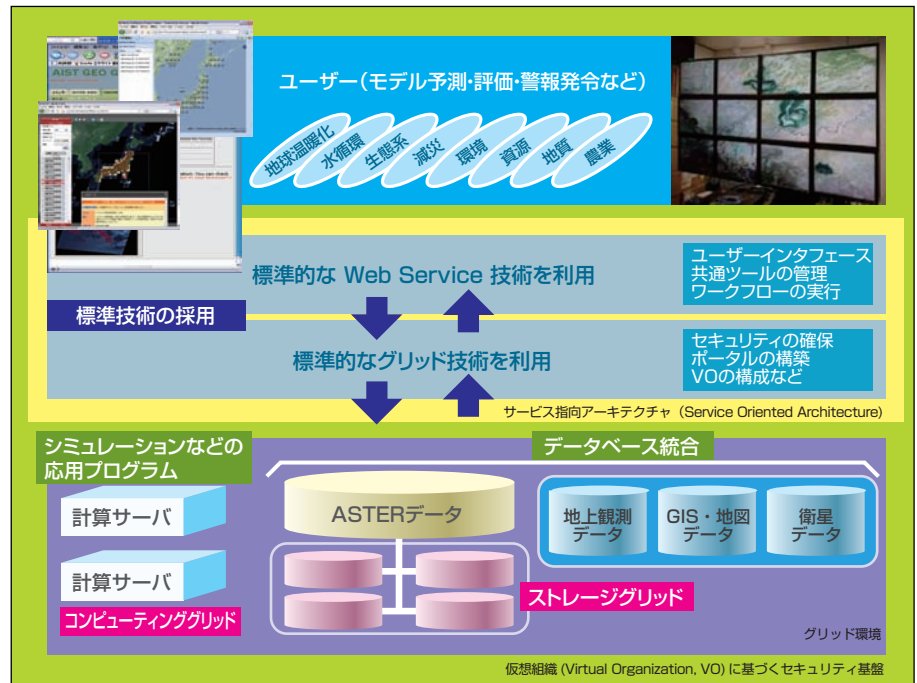 AIST GEO G
ユーザー（モデル予測・評価・警報発令など）
地球温暖化
水循環
生態系
減災
環境
資源
地質
農業
標準的な Web Service 技術を利用
ユーザーインタフェース
共通ツールの管理
ワークフローの実行
標準技術の採用
標準的なグリッド技術を利用
セキュリティの確保
ポータルの構築
VOの構成など
サービス指向アーキテクチャ（Service Oriented Architecture)
シミュレーションなどの
応用プログラム
データベース統合
計算サーバ
ASTERデータ
地上観測
データ
GIS・地図
データ
衛星
データ
計算サーバ
コンピューティンググリッド
ストレージグリッド
グリッド環境
仮想組織 (Virtual Organization, VO) に基づくセキュリティ基盤